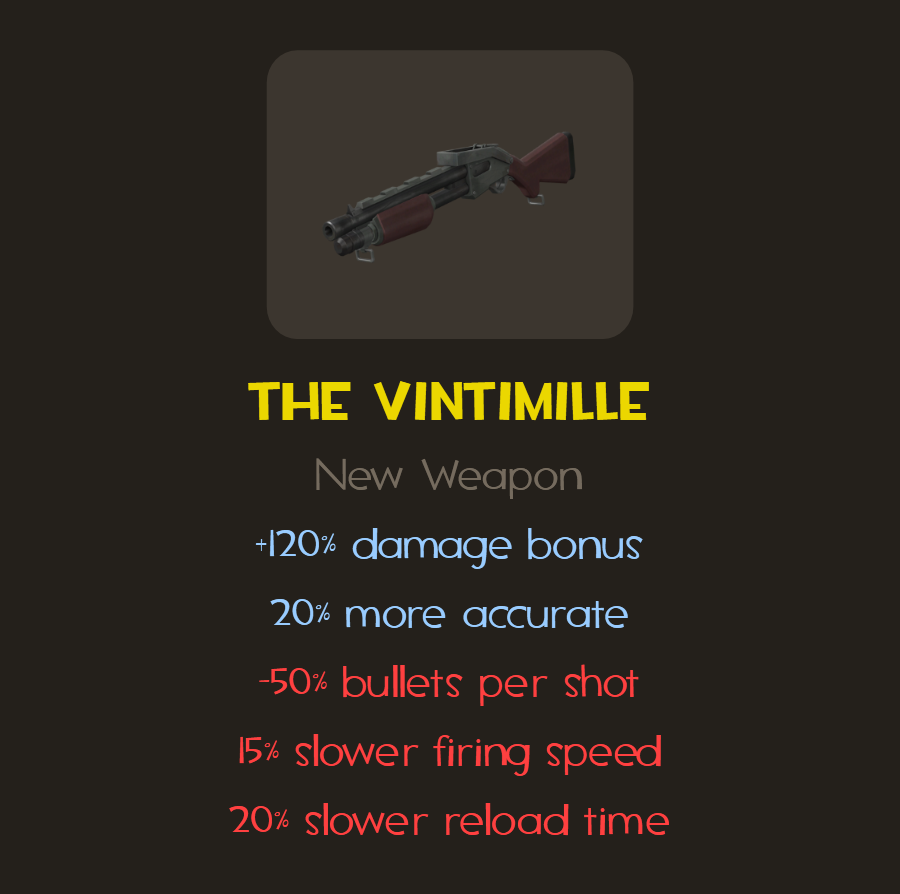 THE VINTIMILLE
New Weapon
+120% damage bonus
20% more accurate
-50% bullets per shot
15% slower firing speed
20% slower reload time